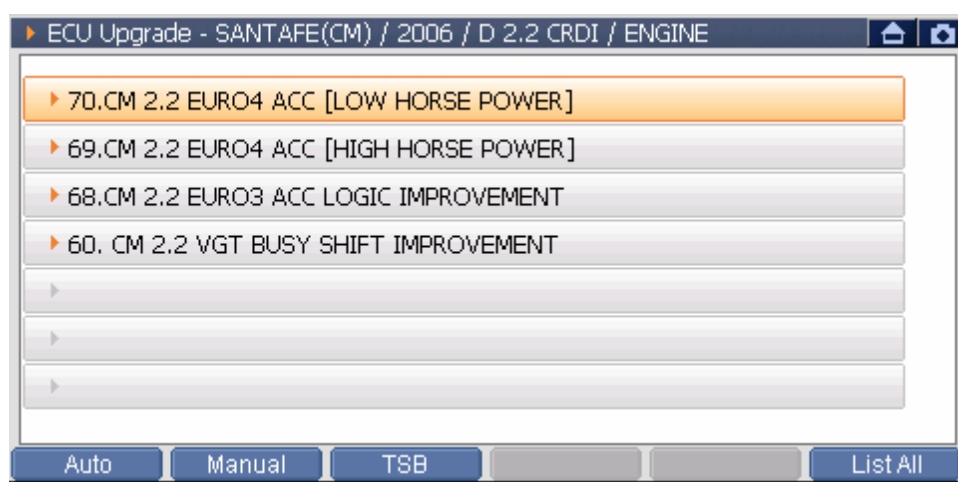 ECU Upgrade - SANTAFE(CM) / 2006 / D 2.2 CRDI / ENGINE
70.CM 2.2 EURO4 ACC [LOW HORSE POWER]
69.CM 2.2 EURO4 ACC [HIGH HORSE POWER]
68.CM 2.2 EURO3 ACC LOGIC IMPROVEMENT
60. CM 2.2 VGT BUSY SHIFT IMPROVEMENT
Auto Manual TSB List All